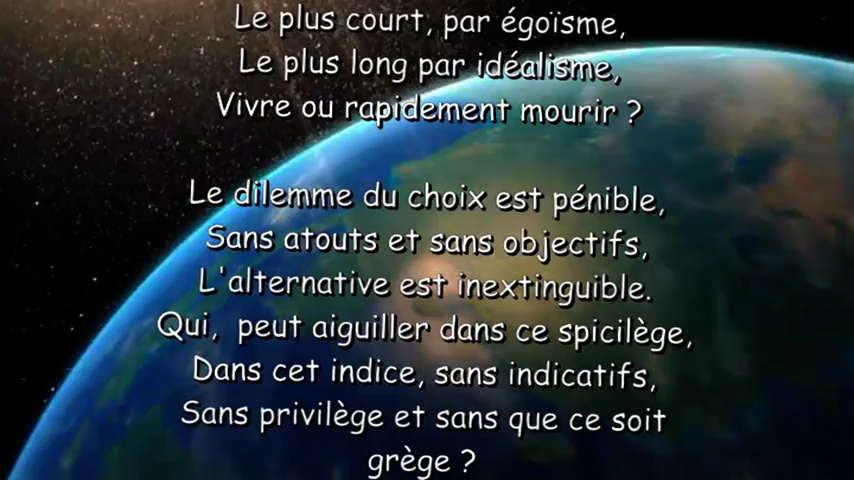 Le plus court, par égoïsme,
Le plus long par idéalisme,
Vivre ou rapidement mourir ?
Le dilemme du choix est pénible,
Sans atouts et sans objectifs,
L'alternative est inextinguible.
Qui, peut aiguiller dans ce spicilège,
Dans cet indice, sans indicatifs,
Sans privilège et sans que ce soit
grège ?